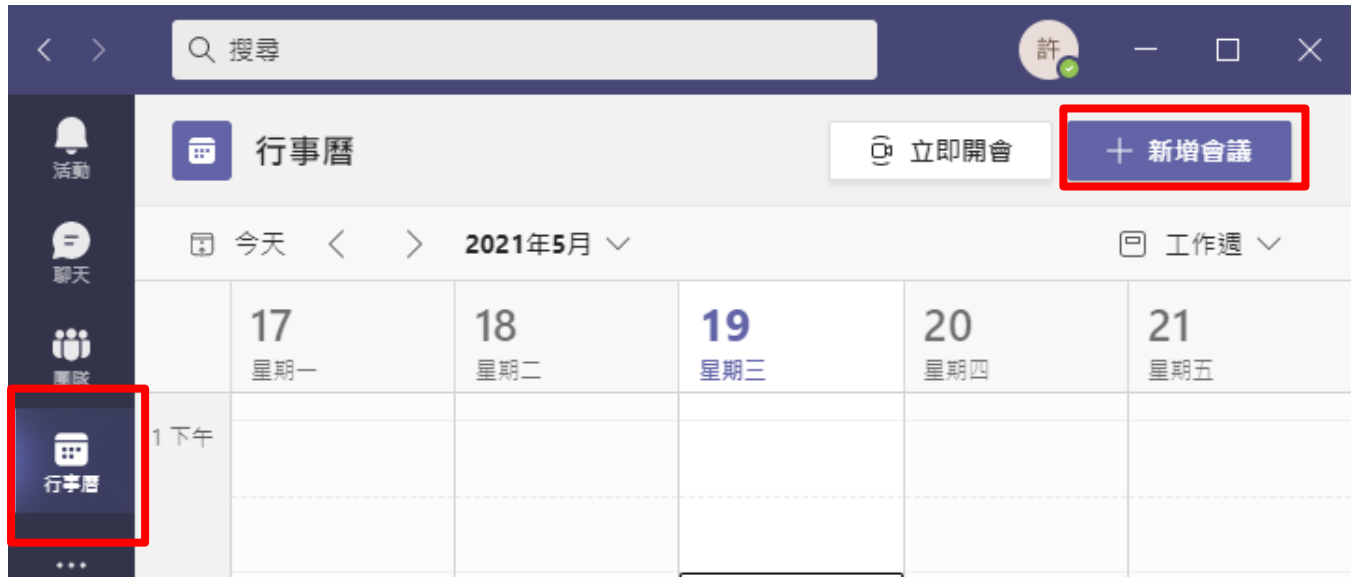 搜尋
許
活動
行事曆
立即開會
新增會議
聊天
今天
2021年5月
工作週
團隊
17
18
19
20
21
星期一
星期二
星期三
星期四
星期五
行事曆
1 下午